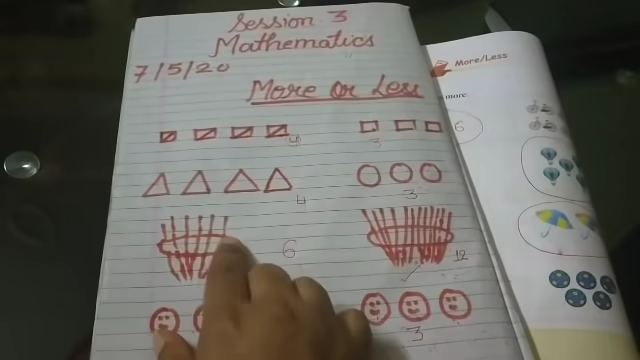 Session 3
Mathematics
7/5/20
More or Less
More/Less
more
4
3
6
4
3
6
12
3